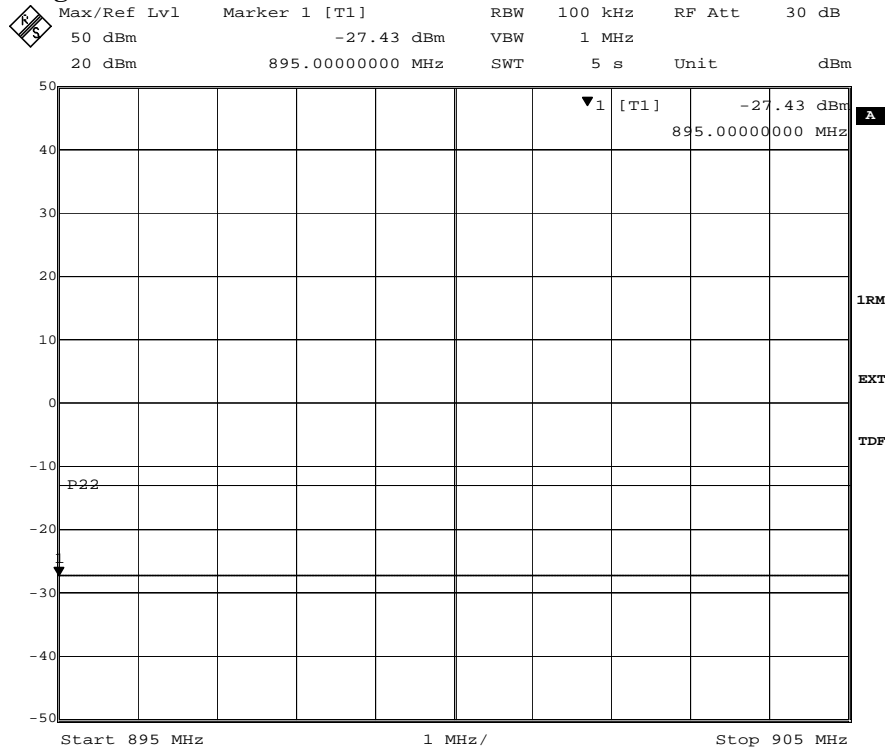 R S
Max/Ref Lvl Marker 1 [T1] RBW 100 kHz RF Att 30 dB
50 dBm -27.43 dBm VBW 1 MHz
20 dBm 895.00000000 MHz SWT 5 s Unit dBm
50
1 [T1] -27.43 dBm
A
895.00000000 MHz
40
30
20
1RM
10
EXT
0
TDF
-10
P22
-20
1
-30
-40
-50
Start 895 MHz 1 MHz/ Stop 905 MHz